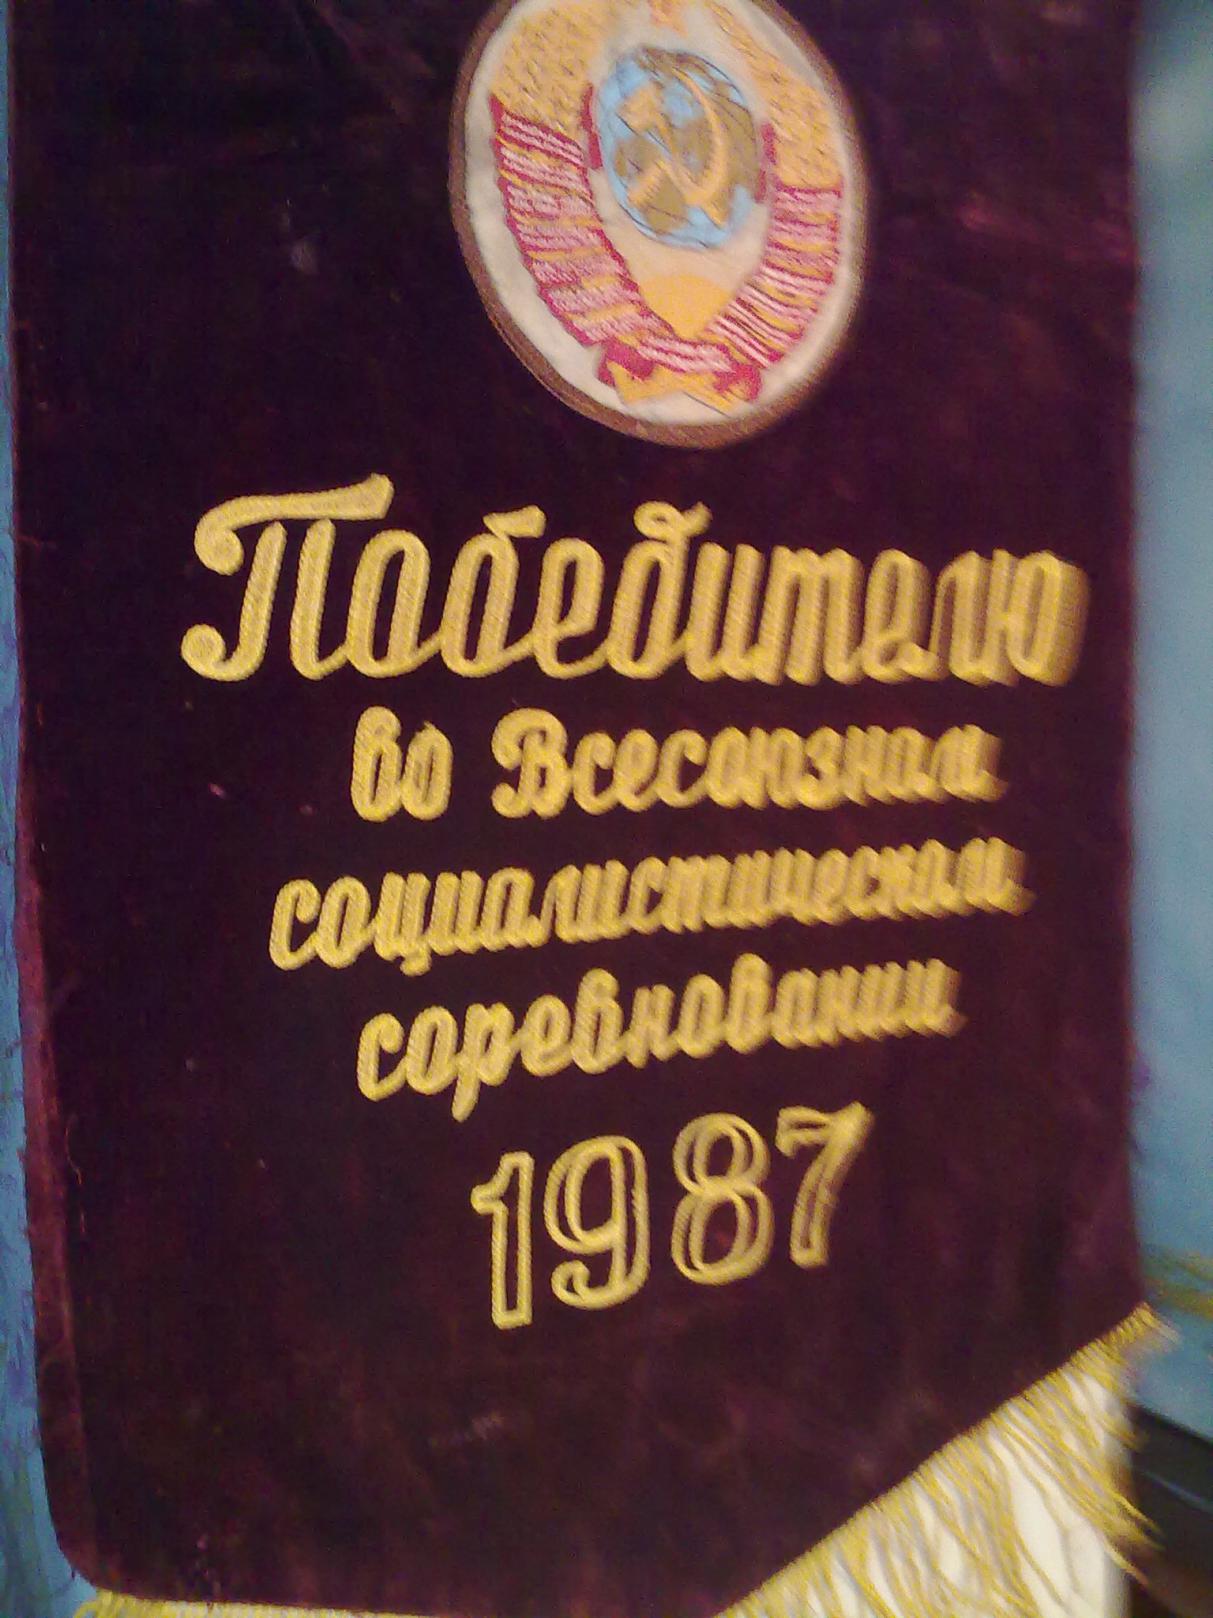 Победителю
во Всесоюзном
социалистическом
соревновании
1987